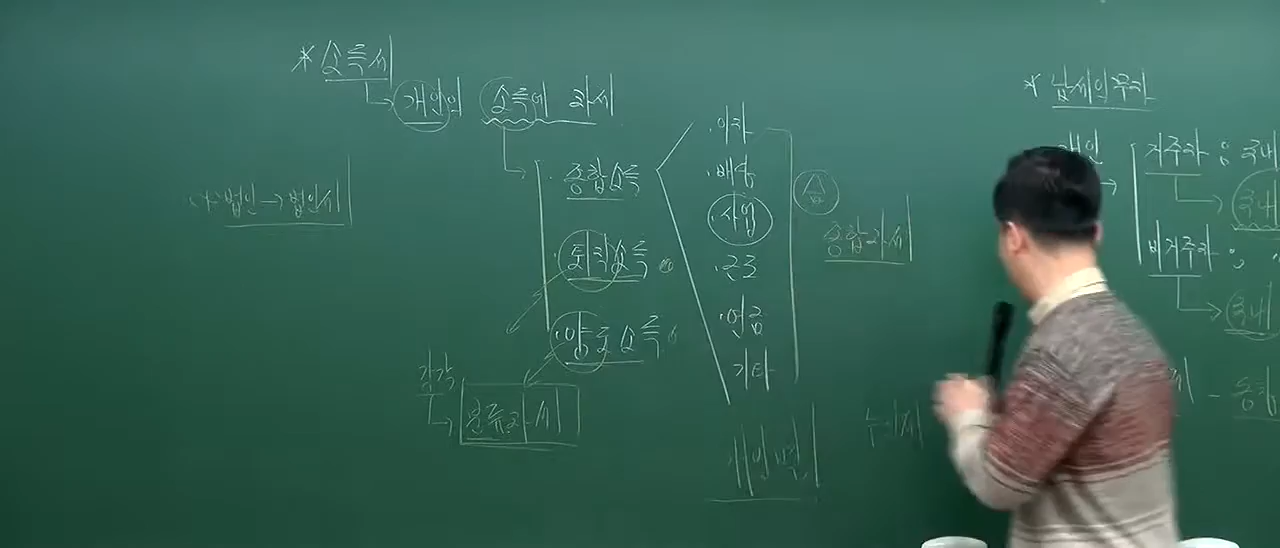 * 소득세
개인의 소득에 과세
법인 → 법인세
· 종합소득
· 퇴직소득
· 양도소득
각각
분류과세
· 이자
· 배당
· 사업
· 근로
· 연금
· 기타
합
종합과세
누진세
* 납세의무자
개인
거주자 : 국내
국내
비거주자 :
국내